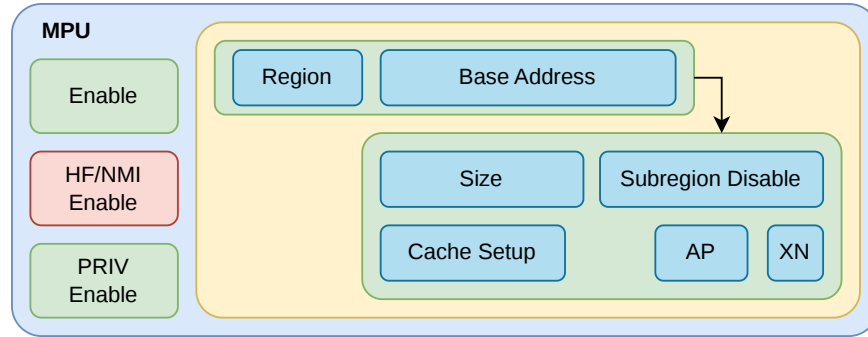 MPU
Enable
HF/NMI
Enable
PRIV
Enable
Region
Base Address
Size
Subregion Disable
Cache Setup
AP
XN